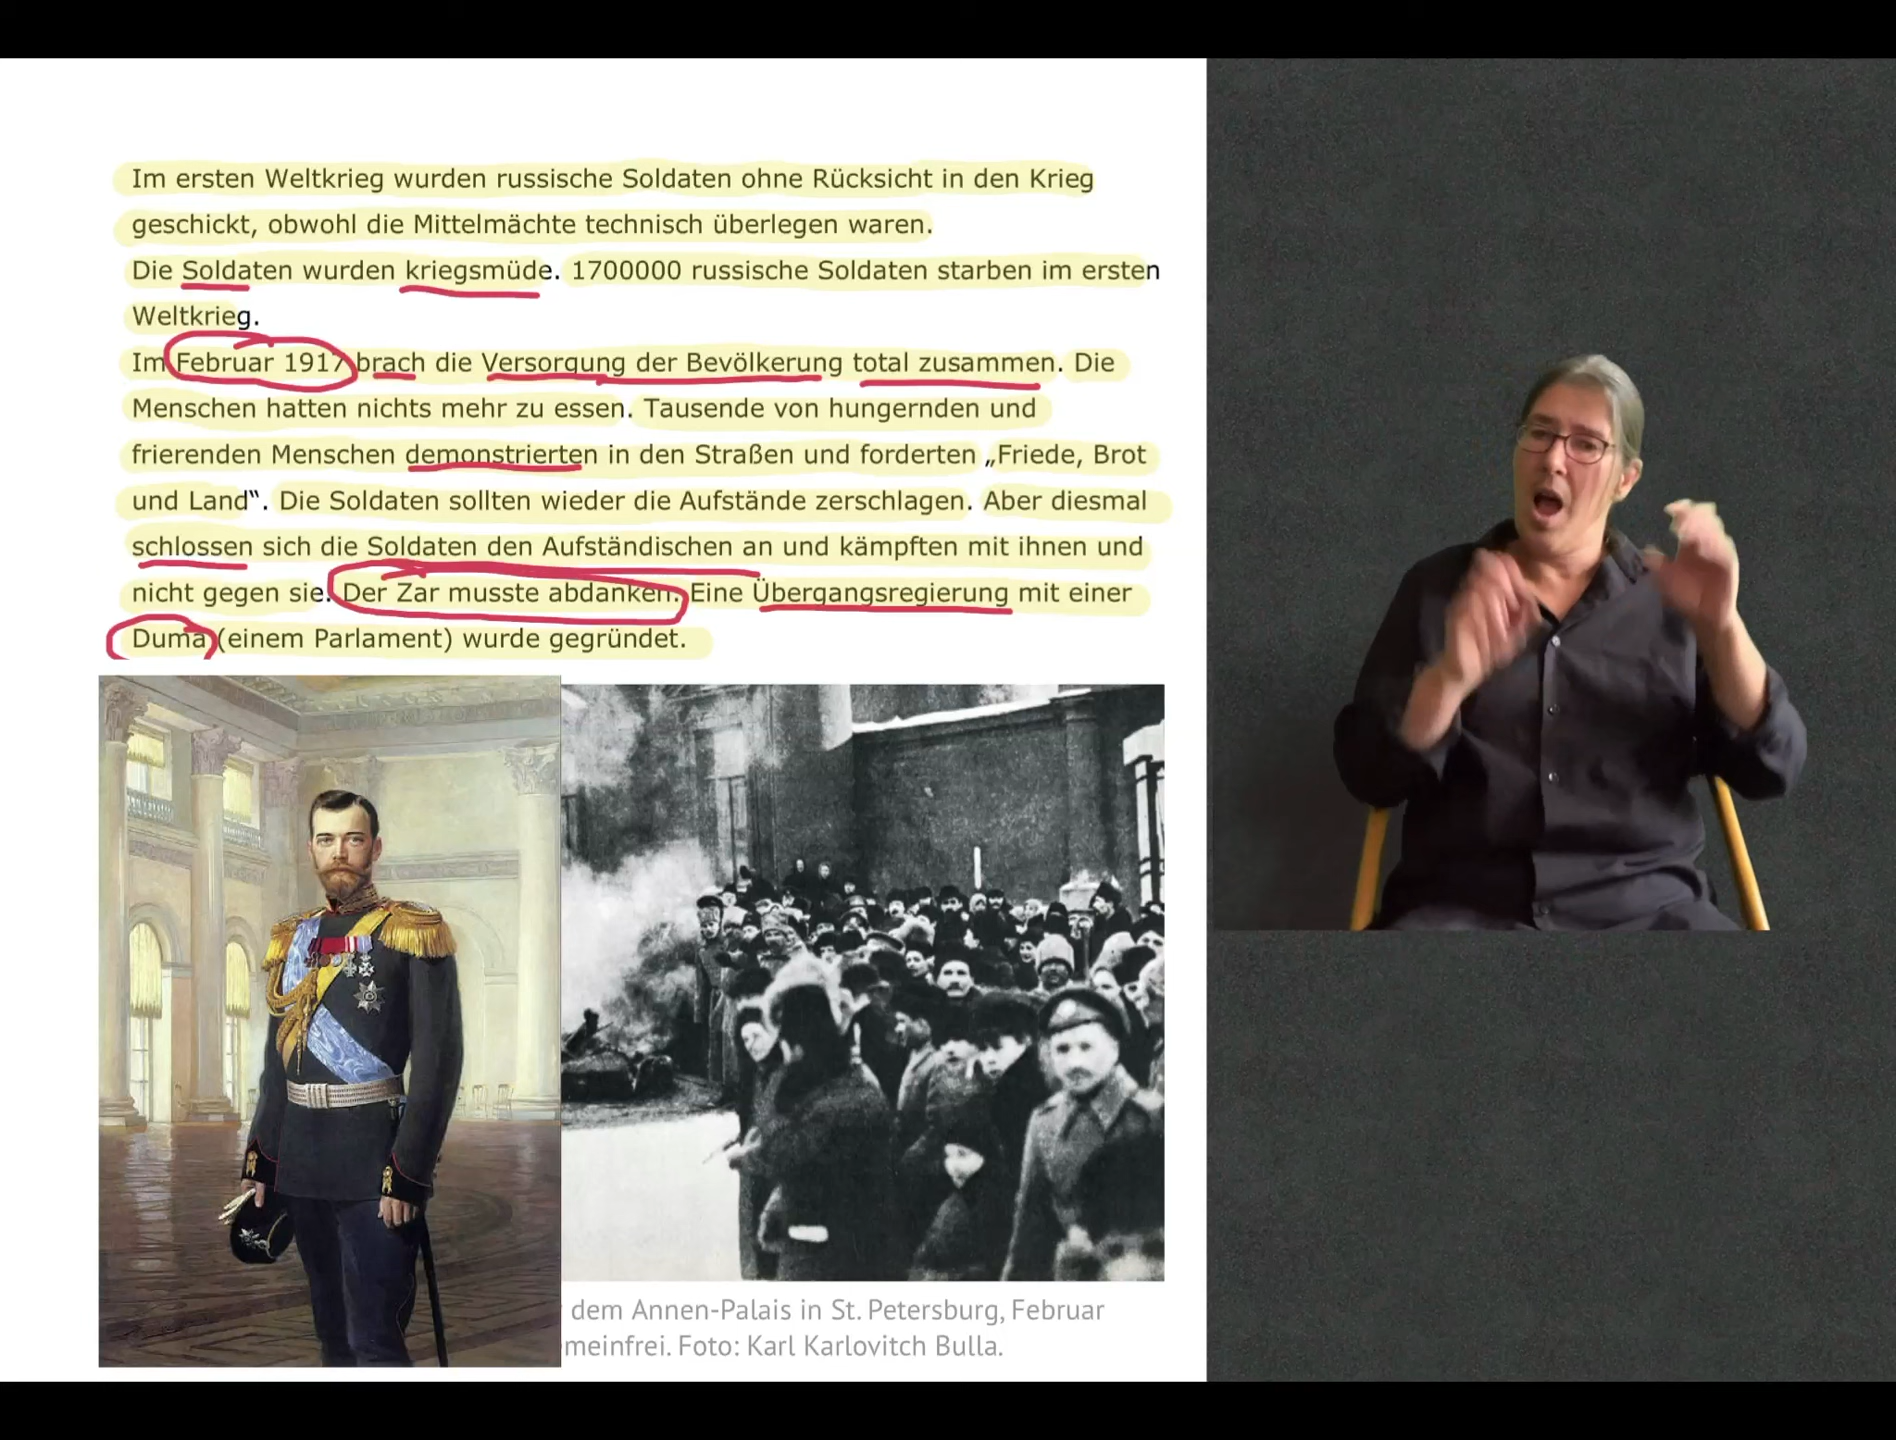 Im ersten Weltkrieg wurden russische Soldaten ohne Rücksicht in den Krieg
geschickt, obwohl die Mittelmächte technisch überlegen waren.
Die Soldaten wurden kriegsmüde. 1700000 russische Soldaten starben im ersten
Weltkrieg.
Im Februar 1917 brach die Versorgung der Bevölkerung total zusammen. Die
Menschen hatten nichts mehr zu essen. Tausende von hungernden und
frierenden Menschen demonstrierten in den Straßen und forderten „Friede, Brot
und Land“. Die Soldaten sollten wieder die Aufstände zerschlagen. Aber diesmal
schlossen sich die Soldaten den Aufständischen an und kämpften mit ihnen und
nicht gegen sie. Der Zar musste abdanken. Eine Übergangsregierung mit einer
Duma (einem Parlament) wurde gegründet.
dem Annen-Palais in St. Petersburg, Februar
meinfrei. Foto: Karl Karlovitch Bulla.